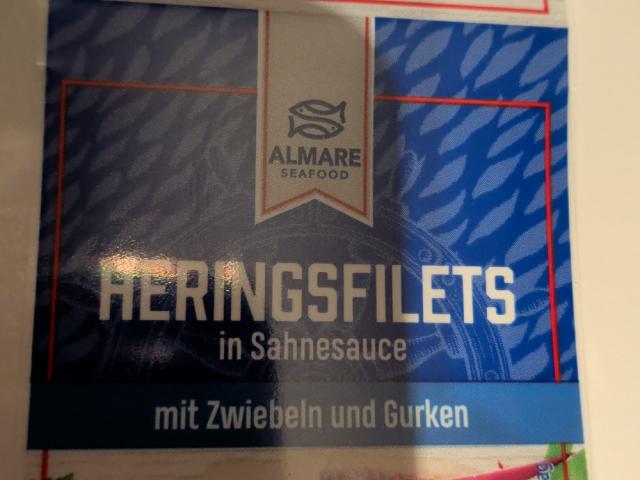 ALMARE
SEAFOOD
HERINGSFILETS
in Sahnesauce
mit Zwiebeln und Gurken